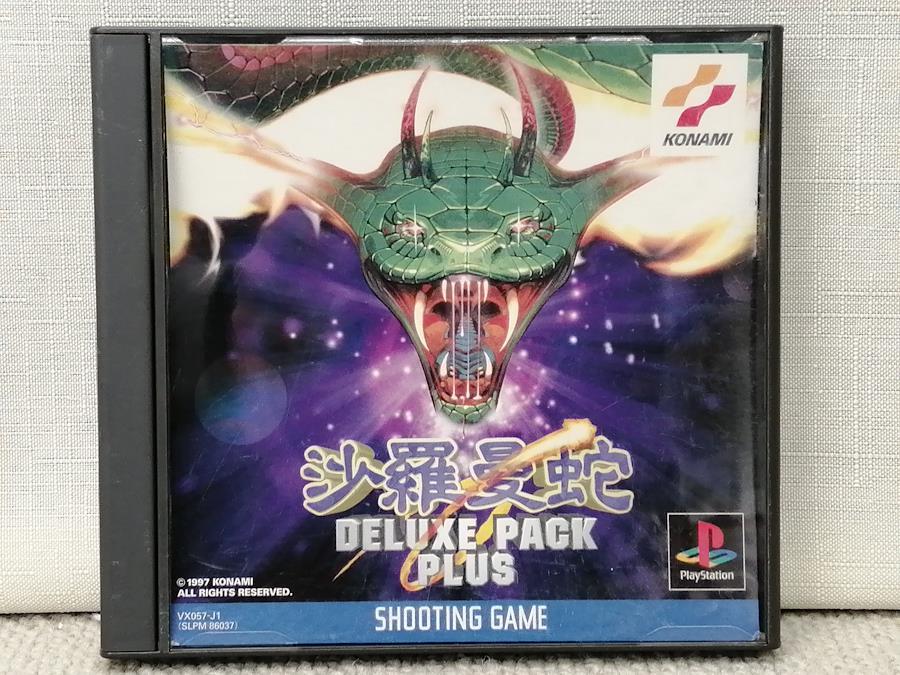 KONAMI
沙羅曼蛇
DELUXE PACK
PLUS
PlayStation
©1997 KONAMI
ALL RIGHTS RESERVED.
VX057-J1
(SLPM 86037)
SHOOTING GAME